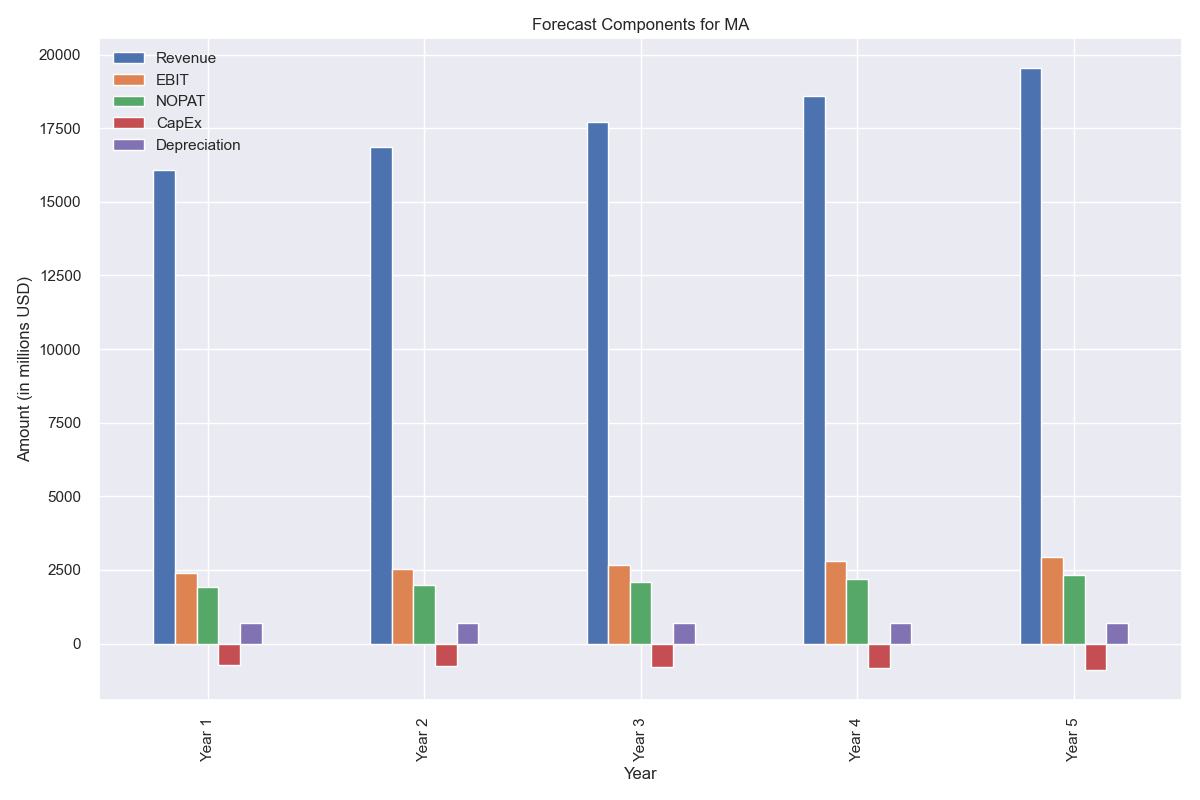 Forecast Components for MA
Revenue
EBIT
NOPAT
CapEx
Depreciation
20000
17500
15000
12500
10000
7500
5000
2500
0
Amount (in millions USD)
Year 1
Year 2
Year 3
Year 4
Year 5
Year